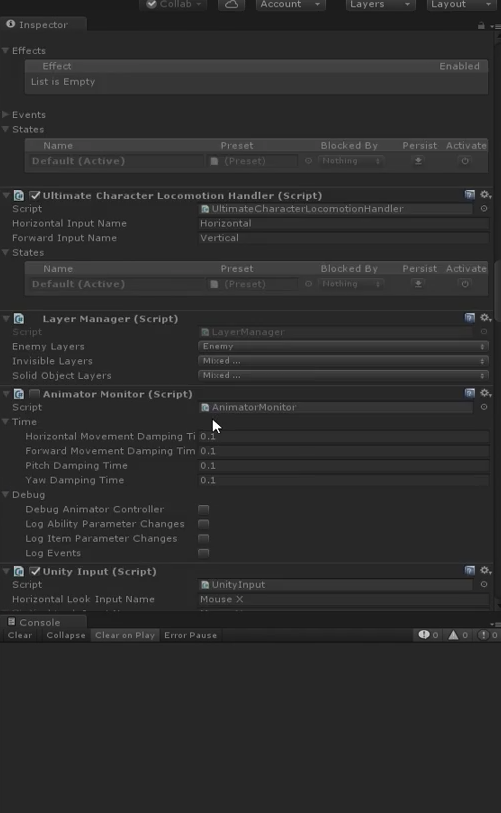 Collab Account Layers Layout
Inspector
Effects
Effect Enabled
List is Empty
Events
States
Name Preset Blocked By Persist Activate
Default (Active) (Preset) Nothing
Ultimate Character Locomotion Handler (Script)
Script UltimateCharacterLocomotionHandler
Horizontal Input Name Horizontal
Forward Input Name Vertical
States
Name Preset Blocked By Persist Activate
Default (Active) (Preset) Nothing
Layer Manager (Script)
Script LayerManager
Enemy Layers Enemy
Invisible Layers Mixed ...
Solid Object Layers Mixed ...
Animator Monitor (Script)
Script AnimatorMonitor
Time
Horizontal Movement Damping Ti 0.1
Forward Movement Damping Tim 0.1
Pitch Damping Time 0.1
Yaw Damping Time 0.1
Debug
Debug Animator Controller
Log Ability Parameter Changes
Log Item Parameter Changes
Log Events
Unity Input (Script)
Script UnityInput
Horizontal Look Input Name Mouse X
Console
Clear Collapse Clear on Play Error Pause 0 0 0